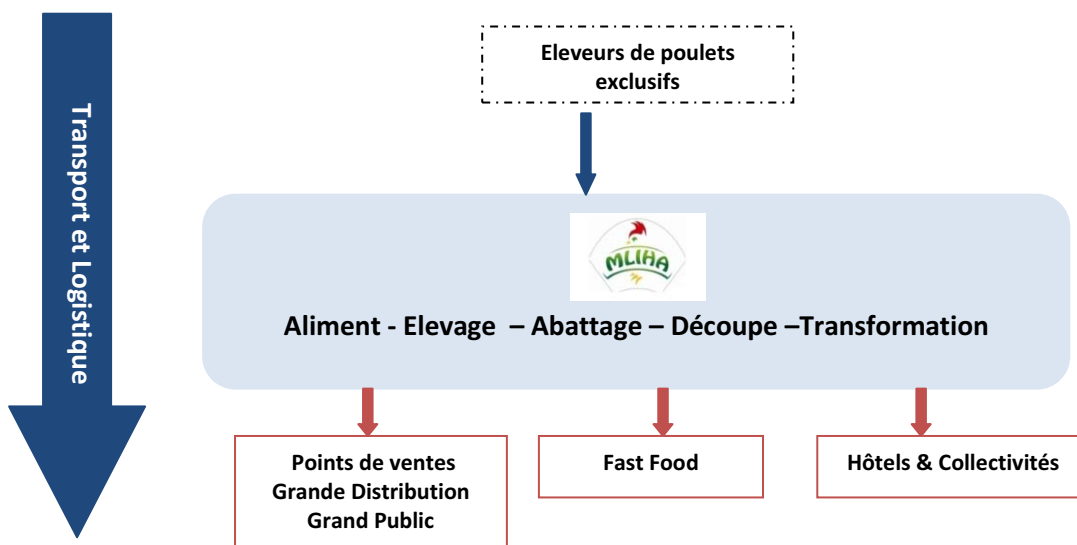 Eleveurs de poulets
exclusifs
Transport et Logistique
MLIHA
Aliment - Elevage – Abattage – Découpe –Transformation
Points de ventes
Grande Distribution
Grand Public
Fast Food
Hôtels & Collectivités